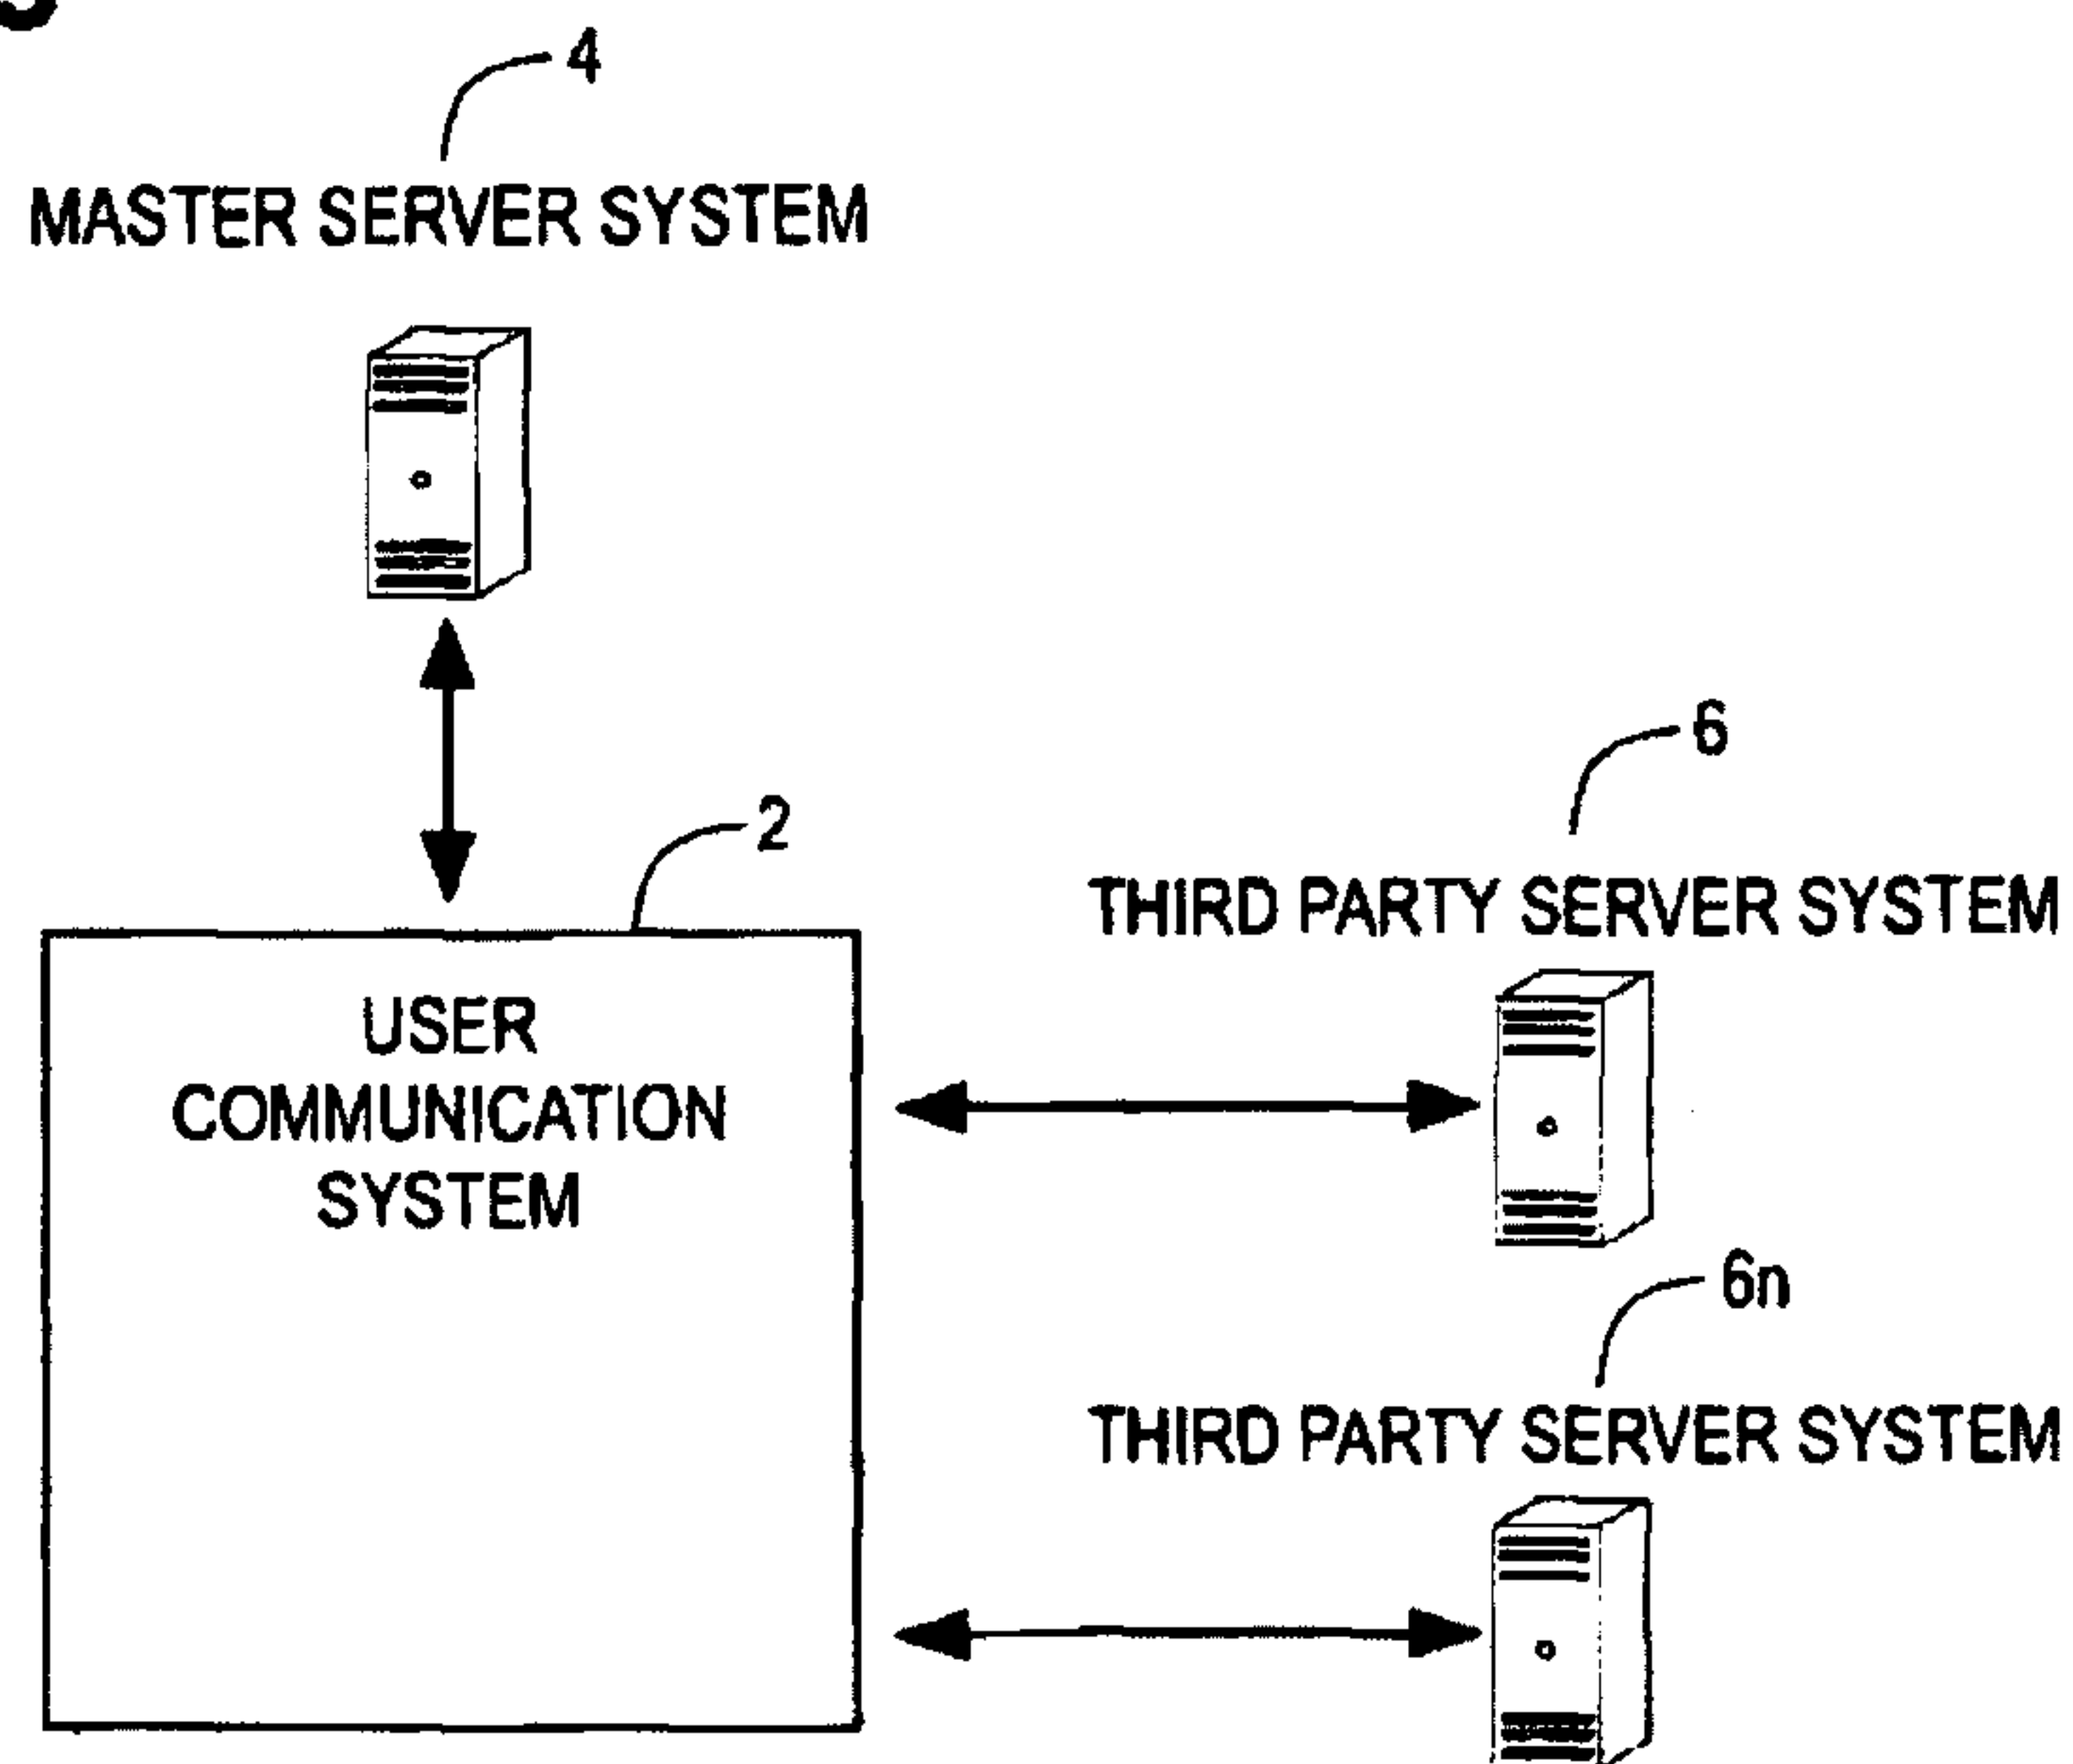 4
MASTER SERVER SYSTEM
2
USER
COMMUNICATION
SYSTEM
6
THIRD PARTY SERVER SYSTEM
6n
THIRD PARTY SERVER SYSTEM